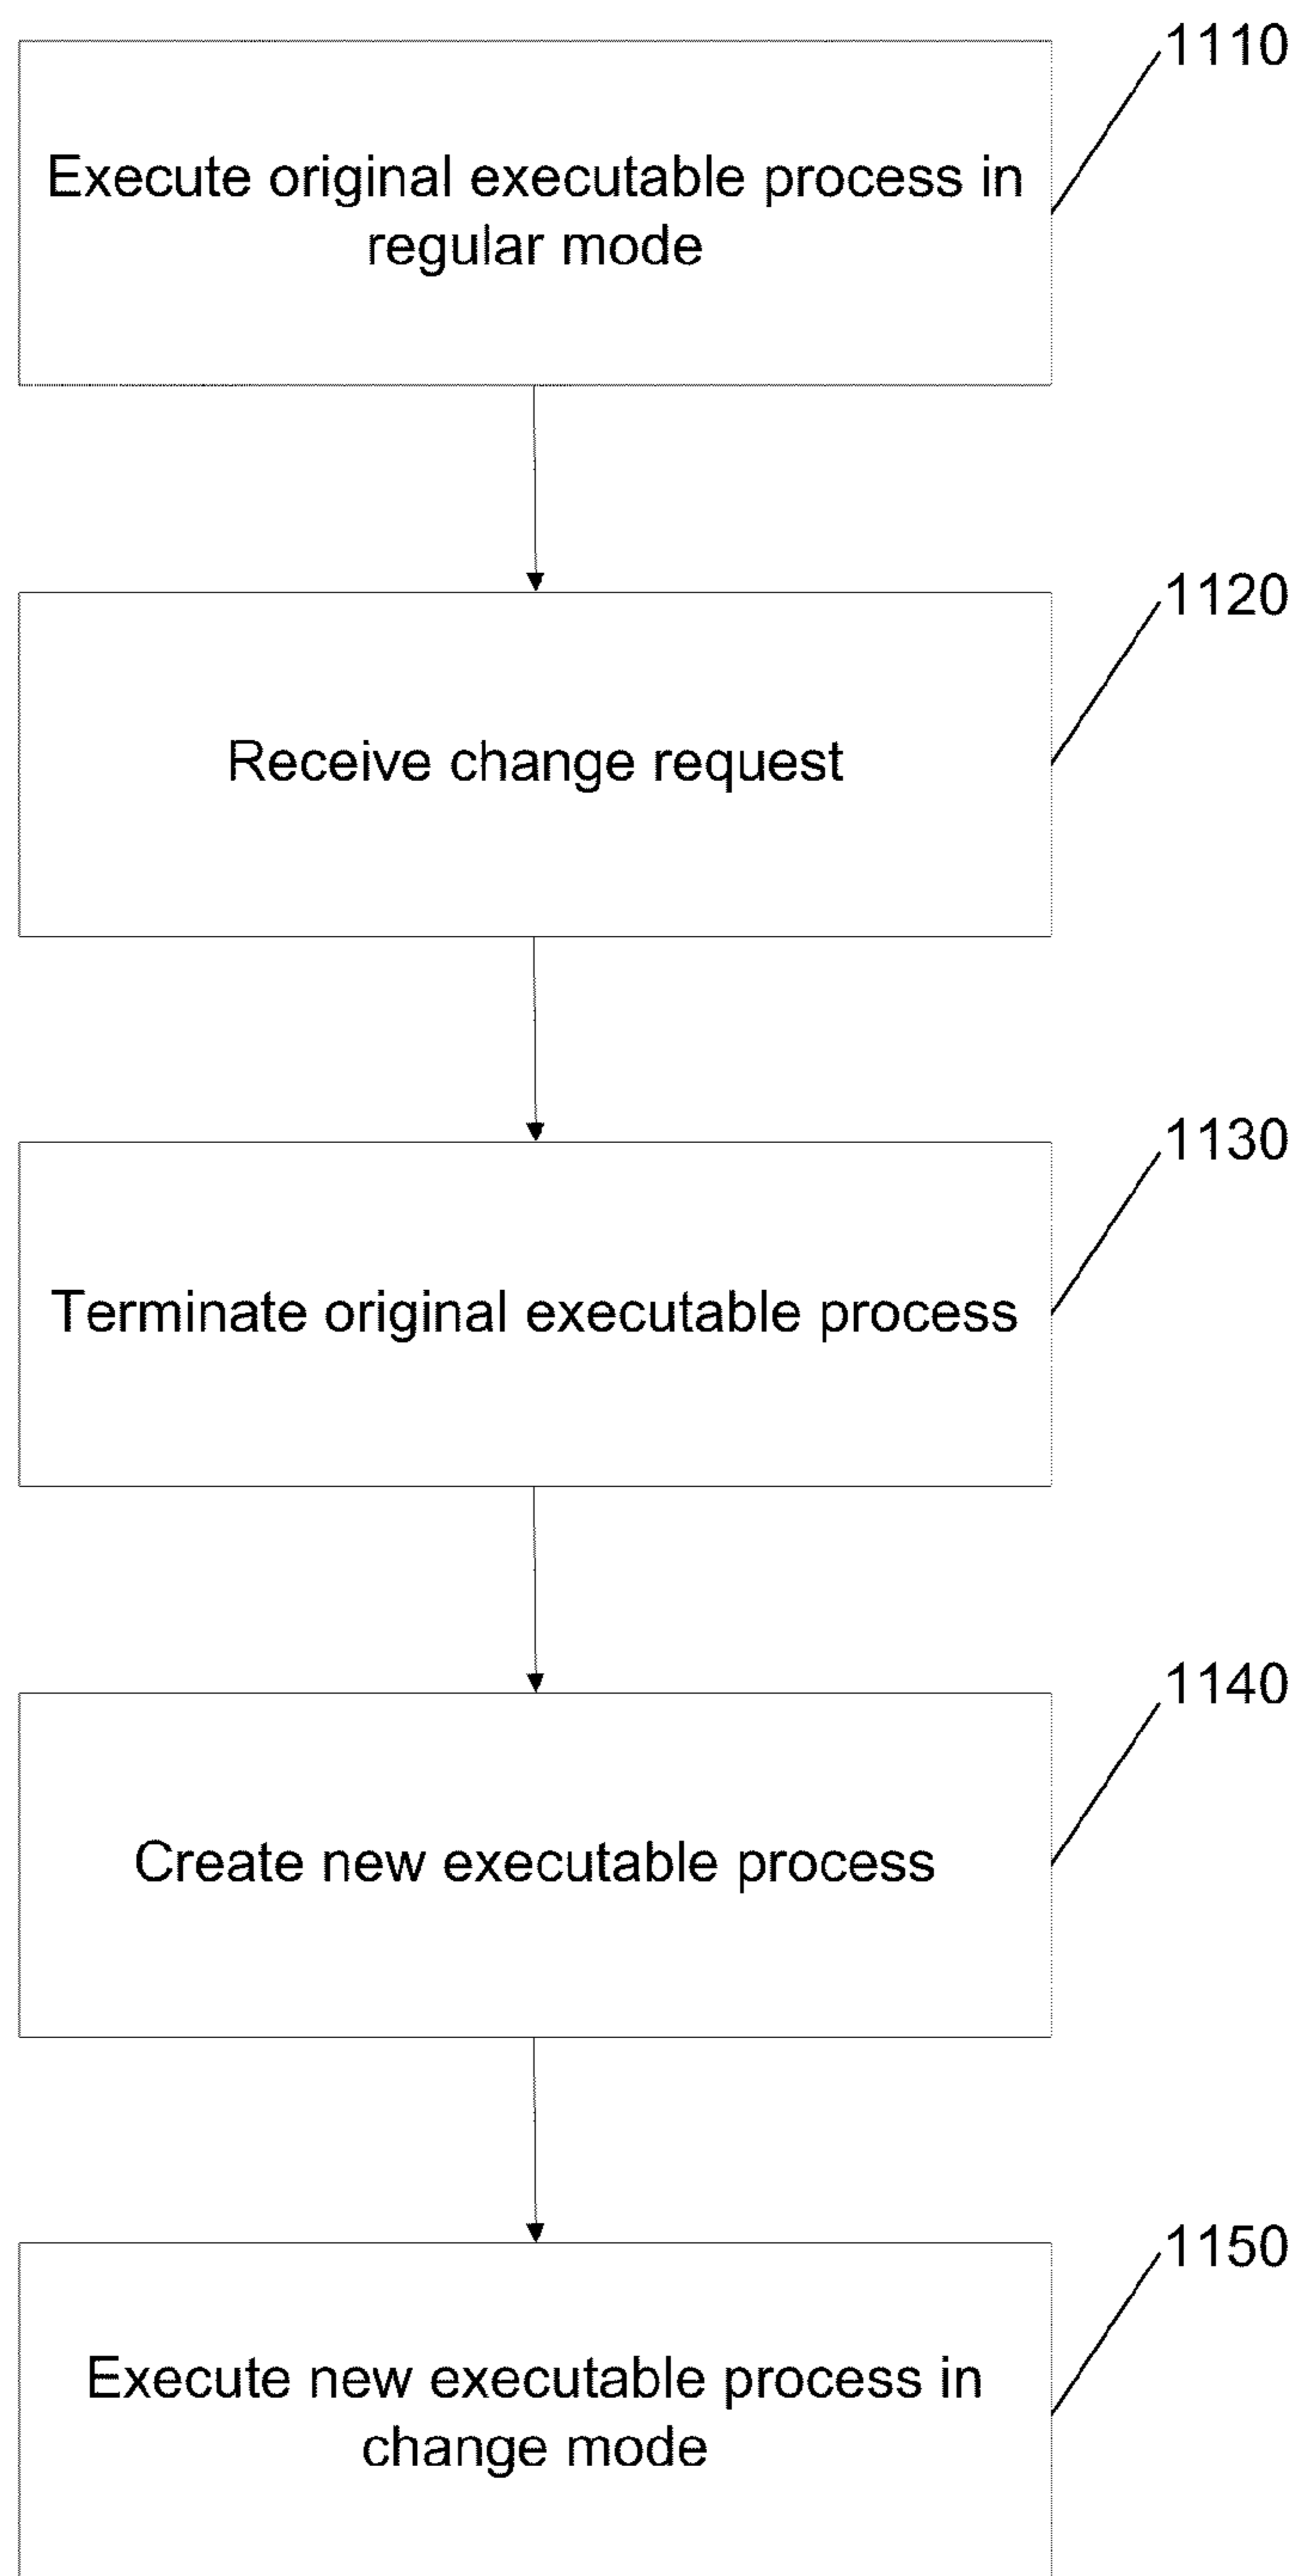 1110
Execute original executable process in
regular mode
1120
Receive change request
1130
Terminate original executable process
1140
Create new executable process
1150
Execute new executable process in
change mode